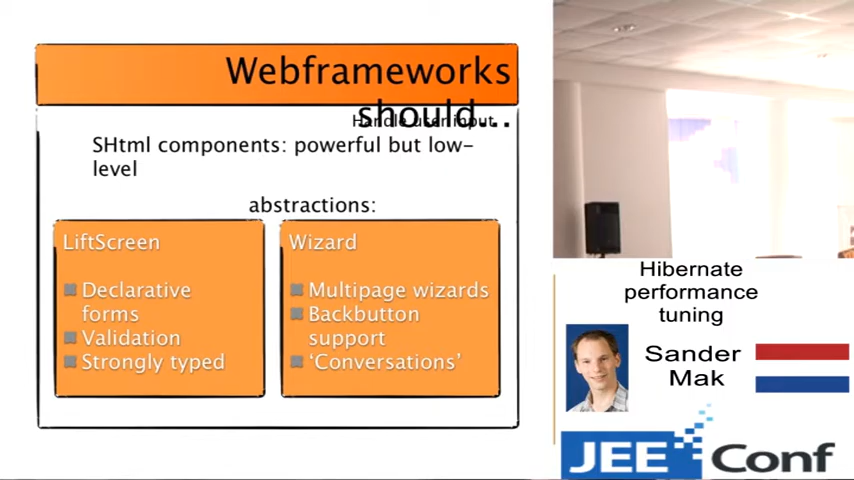 Webframeworks
should...
Handle user input
SHtml components: powerful but low-
level
abstractions:
LiftScreen
Declarative
forms
Validation
Strongly typed
Wizard
Multipage wizards
Backbutton
support
‘Conversations’
Hibernate
performance
tuning
Sander
Mak
JEE Conf